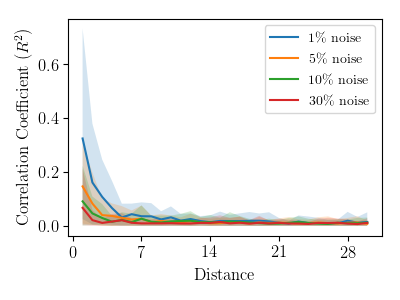 Correlation Coefficient (R²)
0.6
0.4
0.2
0.0
1% noise
5% noise
10% noise
30% noise
0 7 14 21 28
Distance